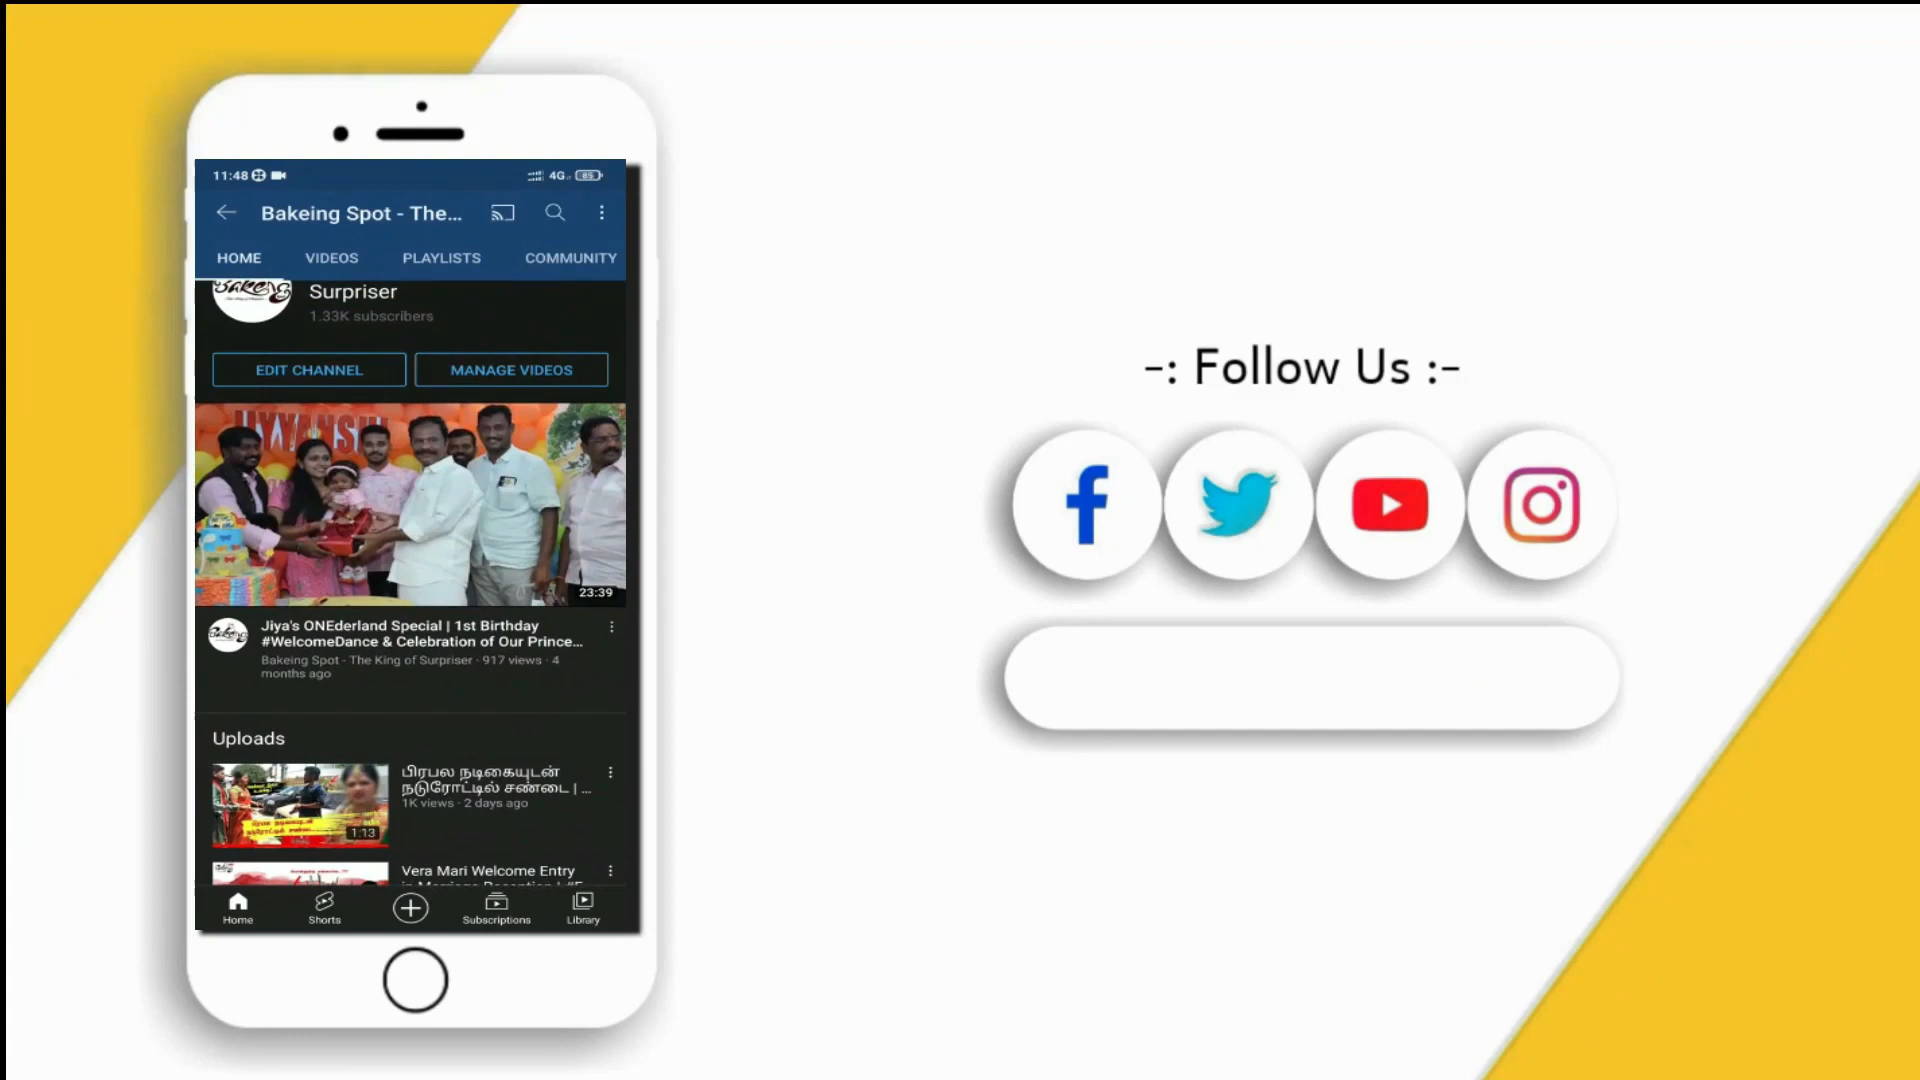 11:48
4G
85
Bakeing Spot - The...
HOME
VIDEOS
PLAYLISTS
COMMUNITY
Surpriser
1.33K subscribers
EDIT CHANNEL
MANAGE VIDEOS
23:39
Jiya's ONEderland Special | 1st Birthday
#WelcomeDance & Celebration of Our Prince...
Bakeing Spot - The King of Surpriser · 917 views · 4
months ago
Uploads
பிரபல நடிகையுடன்
நடுரோட்டில் சண்டை | ...
1K views · 2 days ago
1:13
Vera Mari Welcome Entry
Home
Shorts
Subscriptions
Library
-: Follow Us :-